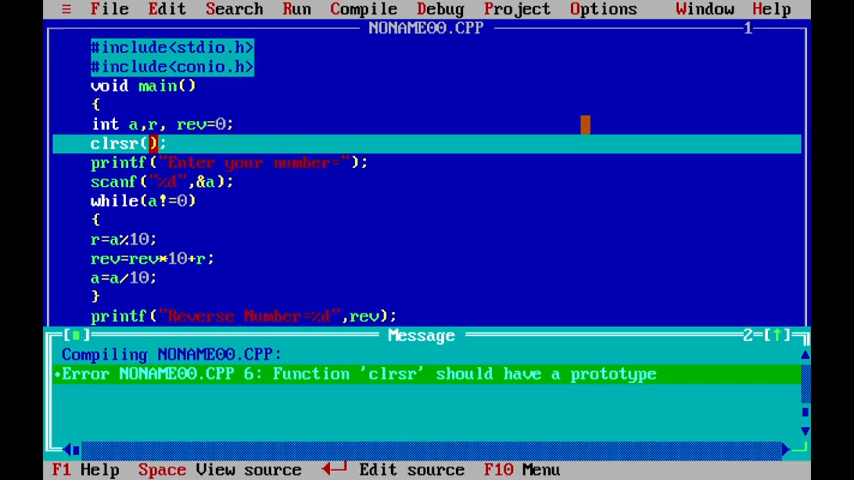 ≡ File Edit Search Run Compile Debug Project Options Window Help
NONAME00.CPP 1
#include<stdio.h>
#include<conio.h>
void main()
{
int a,r, rev=0;
clrsr();
printf("Enter your number=");
scanf("%d",&a);
while(a!=0)
{
r=a%10;
rev=rev*10+r;
a=a/10;
}
printf("Reverse Number=%d",rev);
[■] Message 2=[↑]
Compiling NONAME00.CPP:
•Error NONAME00.CPP 6: Function 'clrsr' should have a prototype
F1 Help Space View source ◄┘ Edit source F10 Menu